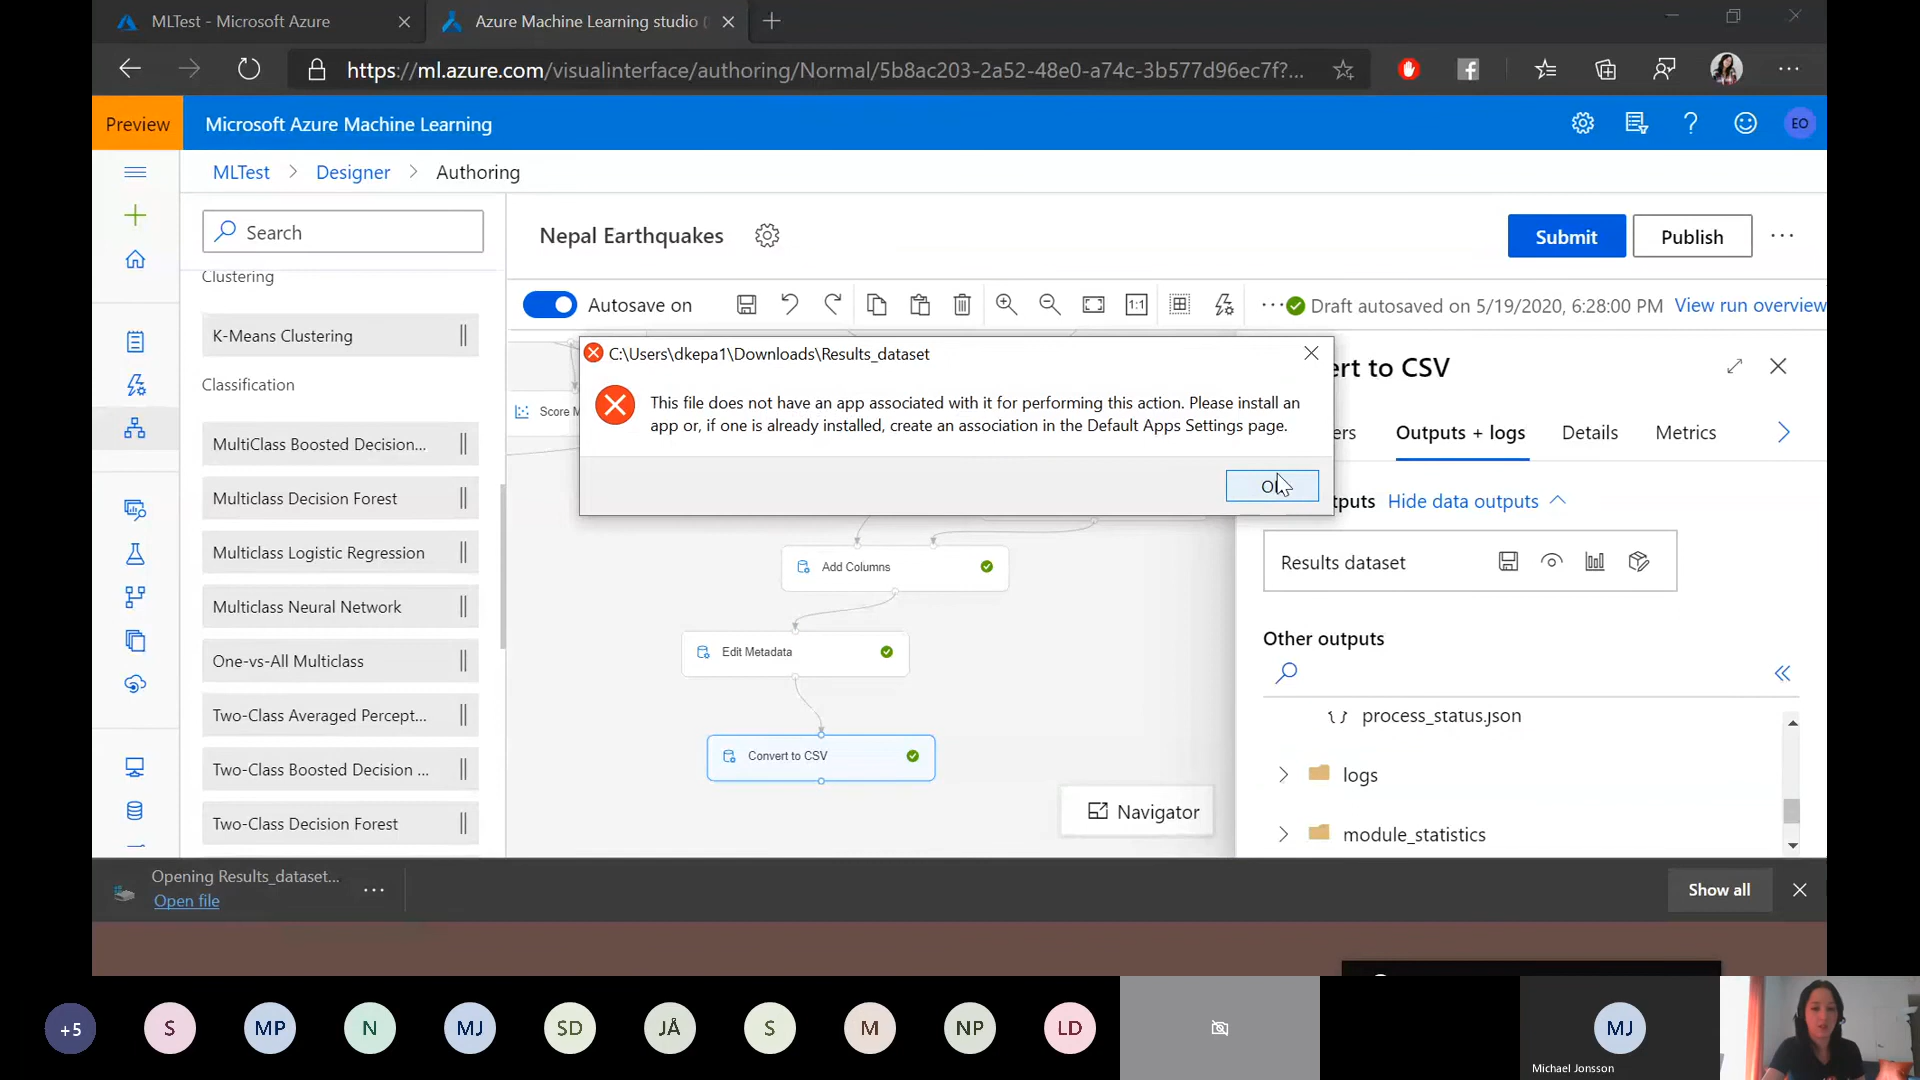 MLTest - Microsoft Azure
Azure Machine Learning studio (
https://ml.azure.com/visualinterface/authoring/Normal/5b8ac203-2a52-48e0-a74c-3b577d96ec7f?...
Preview
Microsoft Azure Machine Learning
EO
MLTest > Designer > Authoring
Search
Nepal Earthquakes
Submit
Publish
Clustering
K-Means Clustering
Classification
MultiClass Boosted Decision...
Multiclass Decision Forest
Multiclass Logistic Regression
Multiclass Neural Network
One-vs-All Multiclass
Two-Class Averaged Percept...
Two-Class Boosted Decision ...
Two-Class Decision Forest
Autosave on
1:1
Draft autosaved on 5/19/2020, 6:28:00 PM View run overview
C:\Users\dkepa1\Downloads\Results_dataset
This file does not have an app associated with it for performing this action. Please install an
app or, if one is already installed, create an association in the Default Apps Settings page.
Score M
Add Columns
Edit Metadata
Convert to CSV
Navigator
ert to CSV
ers
Outputs + logs
Details
Metrics
tputs
Hide data outputs
Results dataset
Other outputs
process_status.json
logs
module_statistics
Opening Results_dataset...
Open file
Show all
+5
S
MP
N
MJ
SD
JÅ
S
M
NP
LD
MJ
Michael Jonsson